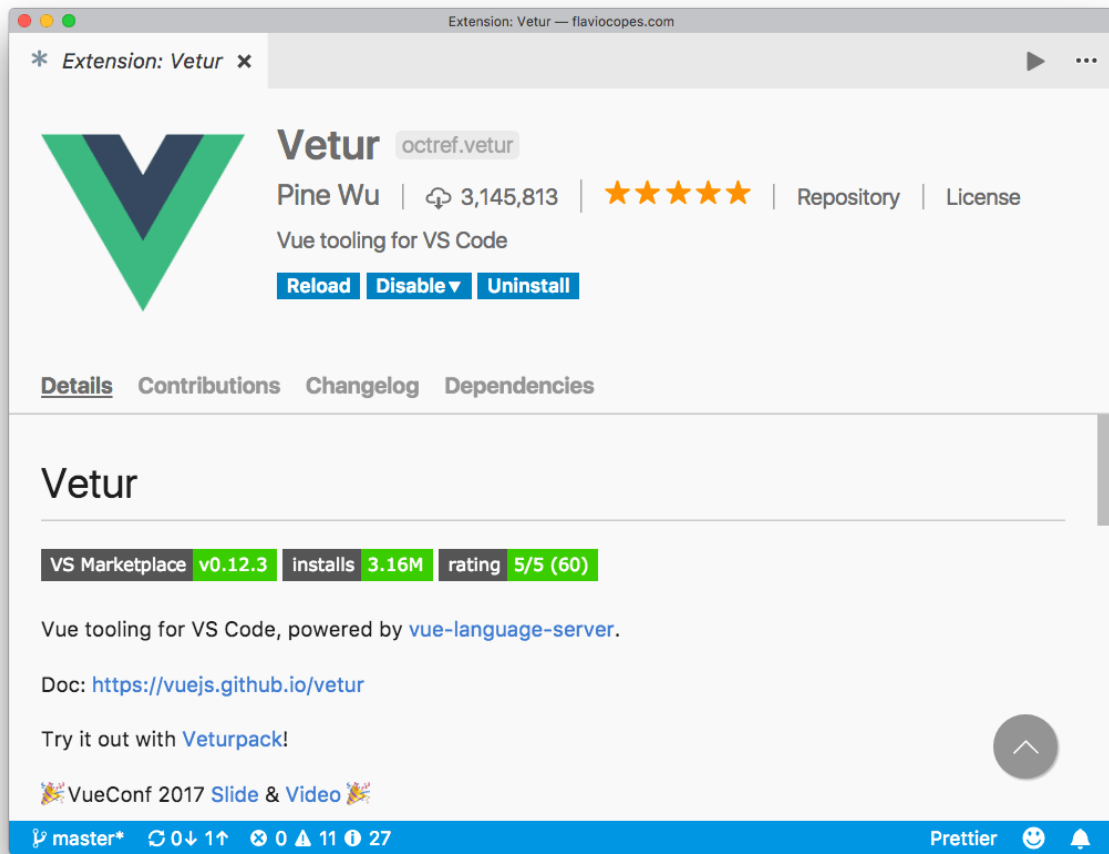 Extension: Vetur — flaviocopes.com
Extension: Vetur
Vetur octref.vetur
Pine Wu 3,145,813 Repository License
Vue tooling for VS Code
Reload Disable▼ Uninstall
Details Contributions Changelog Dependencies
Vetur
VS Marketplace v0.12.3 installs 3.16M rating 5/5 (60)
Vue tooling for VS Code, powered by vue-language-server.
Doc: https://vuejs.github.io/vetur
Try it out with Veturpack!
🎉VueConf 2017 Slide & Video 🎉
master* 0↓ 1↑ 0 11 27 Prettier